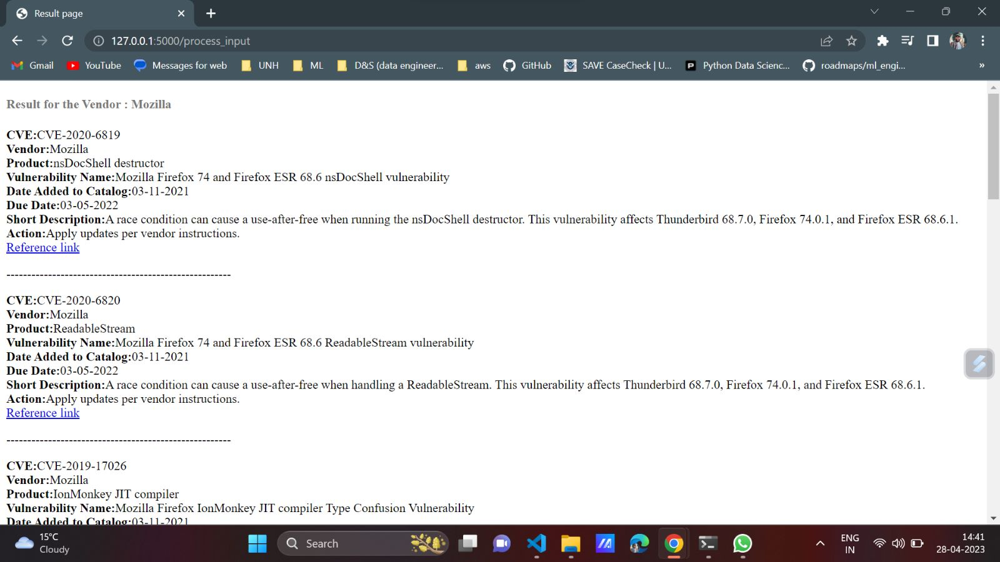 Result page
127.0.0.1:5000/process_input
Gmail YouTube Messages for web UNH ML D&S (data engineer... aws GitHub SAVE CaseCheck | U... Python Data Scienc... roadmaps/ml_engi... »
Result for the Vendor : Mozilla
CVE:CVE-2020-6819
Vendor:Mozilla
Product:nsDocShell destructor
Vulnerability Name:Mozilla Firefox 74 and Firefox ESR 68.6 nsDocShell vulnerability
Date Added to Catalog:03-11-2021
Due Date:03-05-2022
Short Description:A race condition can cause a use-after-free when running the nsDocShell destructor. This vulnerability affects Thunderbird 68.7.0, Firefox 74.0.1, and Firefox ESR 68.6.1.
Action:Apply updates per vendor instructions.
Reference link
------------------------------------------------------
CVE:CVE-2020-6820
Vendor:Mozilla
Product:ReadableStream
Vulnerability Name:Mozilla Firefox 74 and Firefox ESR 68.6 ReadableStream vulnerability
Date Added to Catalog:03-11-2021
Due Date:03-05-2022
Short Description:A race condition can cause a use-after-free when handling a ReadableStream. This vulnerability affects Thunderbird 68.7.0, Firefox 74.0.1, and Firefox ESR 68.6.1.
Action:Apply updates per vendor instructions.
Reference link
------------------------------------------------------
CVE:CVE-2019-17026
Vendor:Mozilla
Product:IonMonkey JIT compiler
Vulnerability Name:Mozilla Firefox IonMonkey JIT compiler Type Confusion Vulnerability
Date Added to Catalog:03-11-2021
15°C
Cloudy
Search
ENG
IN
14:41
28-04-2023